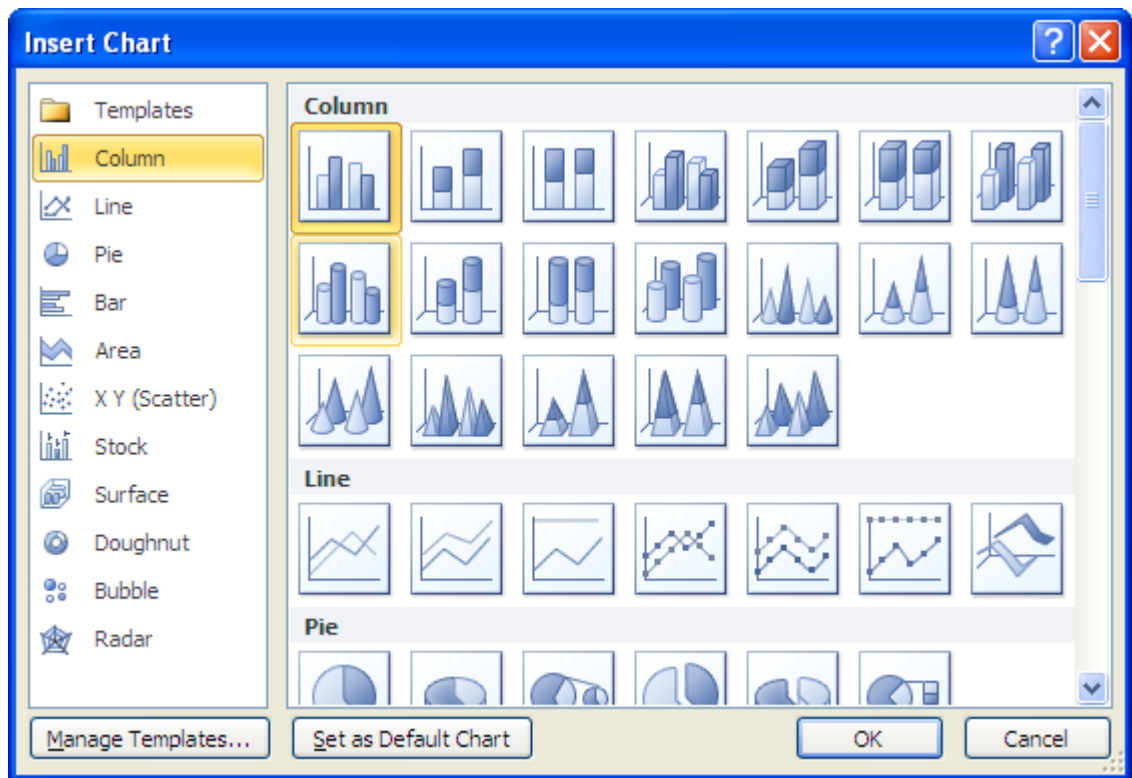 Insert Chart
Templates
Column
Line
Pie
Bar
Area
X Y (Scatter)
Stock
Surface
Doughnut
Bubble
Radar
Column
Line
Pie
Manage Templates...
Set as Default Chart
OK
Cancel